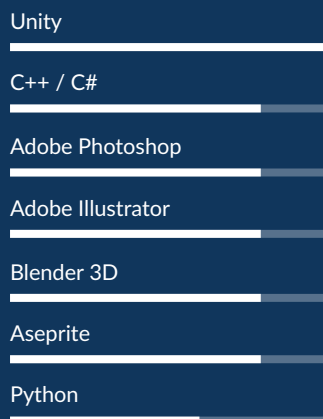 Unity
C++ / C#
Adobe Photoshop
Adobe Illustrator
Blender 3D
Aseprite
Python